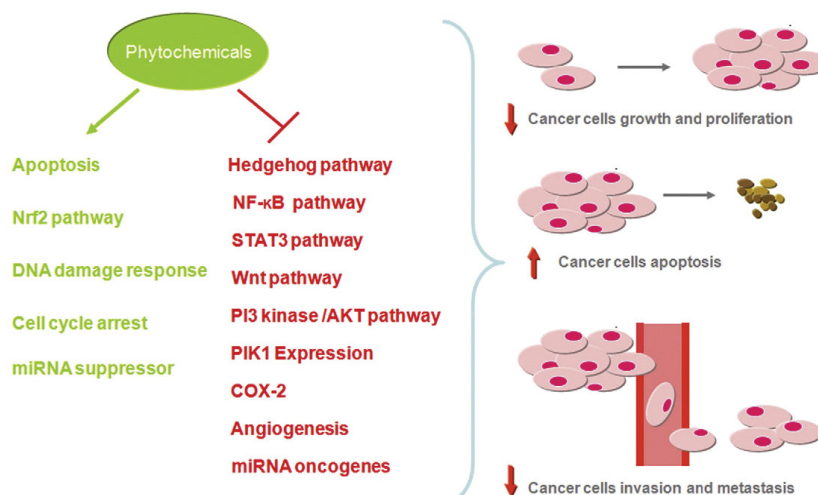 Phytochemicals
Apoptosis
Nrf2 pathway
DNA damage response
Cell cycle arrest
miRNA suppressor
Hedgehog pathway
NF-κB pathway
STAT3 pathway
Wnt pathway
PI3 kinase /AKT pathway
PIK1 Expression
COX-2
Angiogenesis
miRNA oncogenes
Cancer cells growth and proliferation
Cancer cells apoptosis
Cancer cells invasion and metastasis